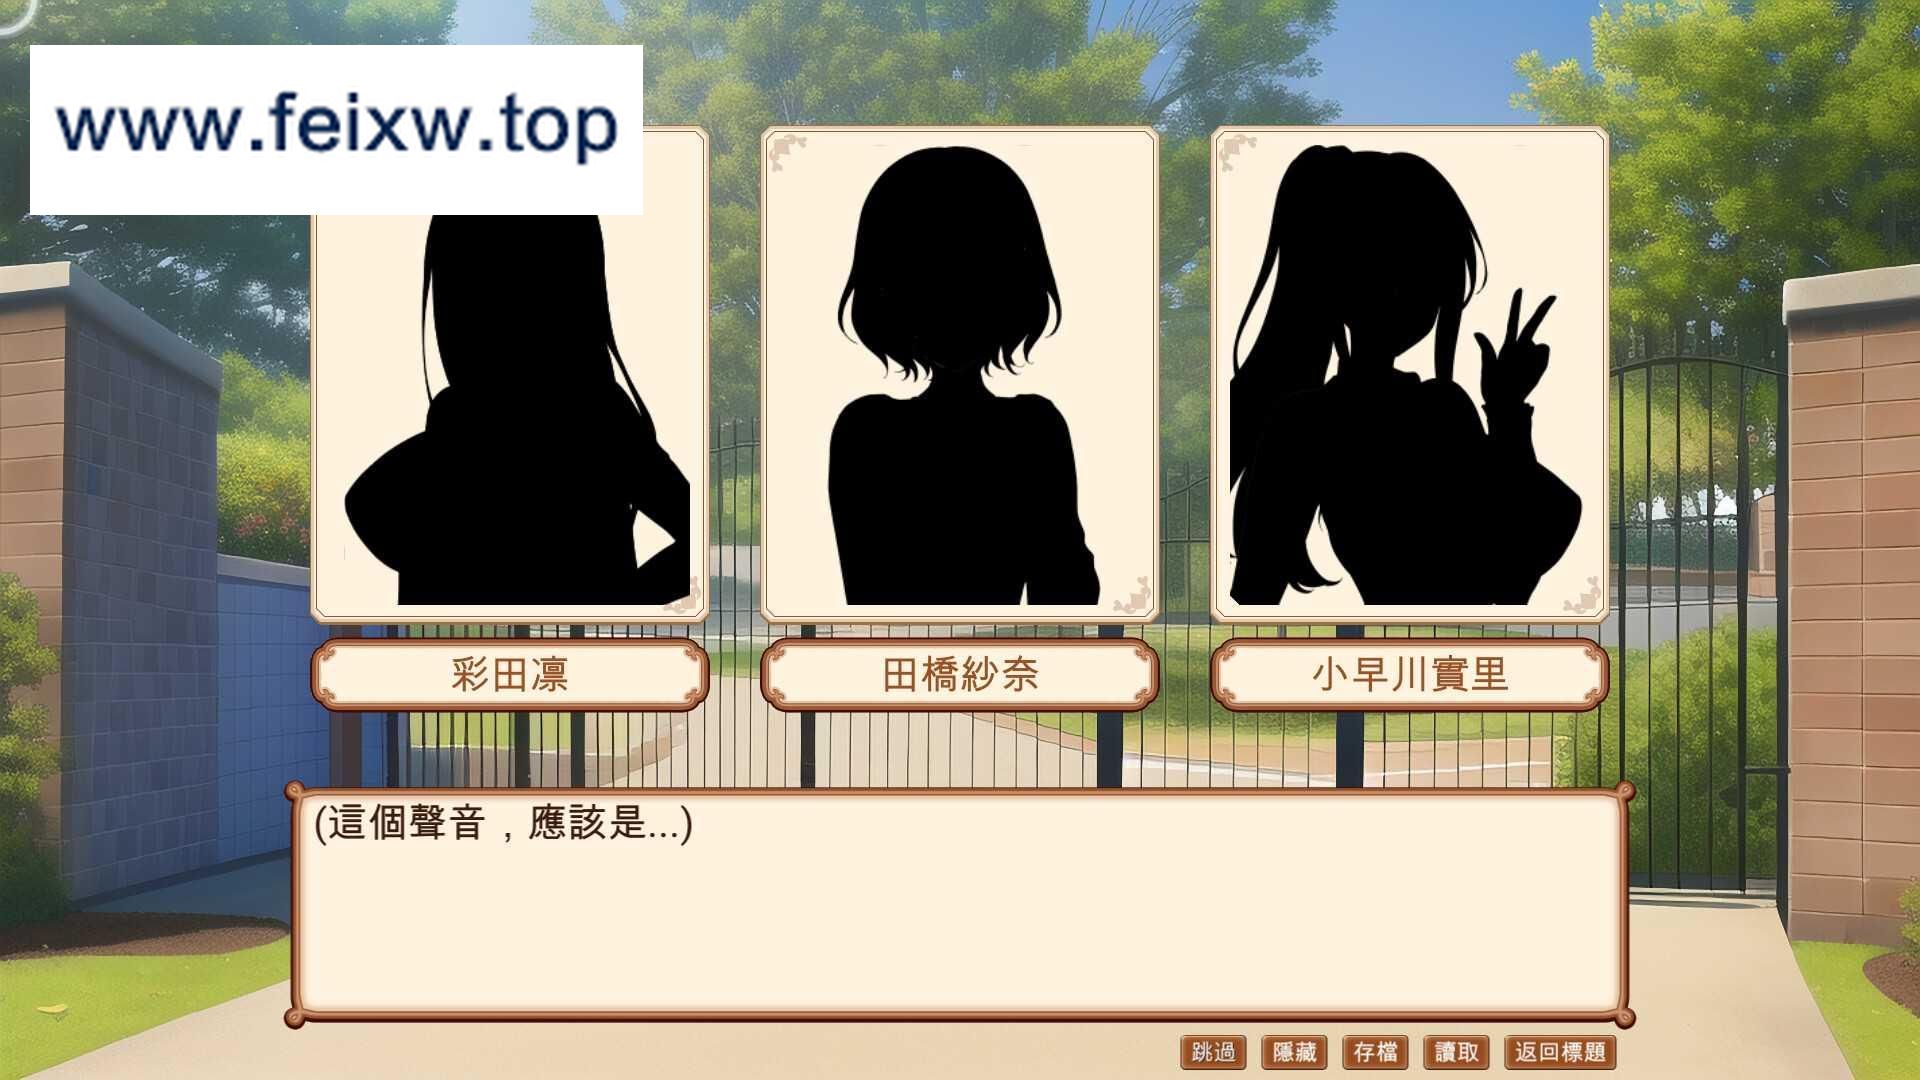 www.feixw.top
彩田凛
田橋紗奈
小早川實里
(這個聲音，應該是...)
跳過 隱藏 存檔 讀取 返回標題